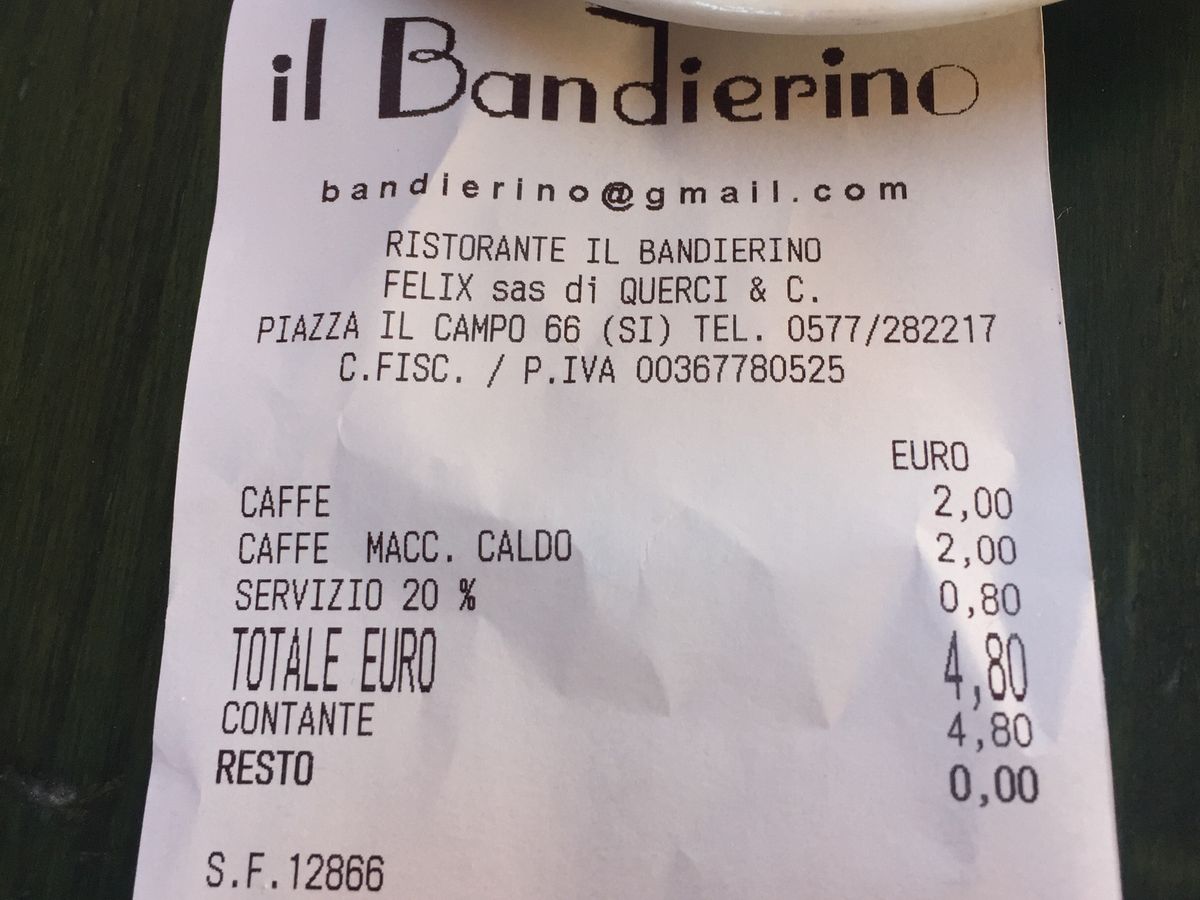 il Bandierino
bandierino@gmail.com
RISTORANTE IL BANDIERINO
FELIX sas di QUERCI & C.
PIAZZA IL CAMPO 66 (SI) TEL. 0577/282217
C.FISC. / P.IVA 00367780525
EURO
CAFFE 2,00
CAFFE MACC. CALDO 2,00
SERVIZIO 20 % 0,80
TOTALE EURO 4,80
CONTANTE 4,80
RESTO 0,00
S.F.12866